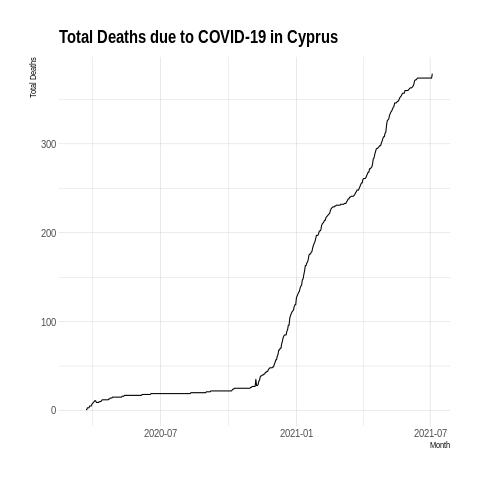 Total Deaths due to COVID-19 in Cyprus
Total Deaths
300
200
100
0
2020-07
2021-01
2021-07
Month